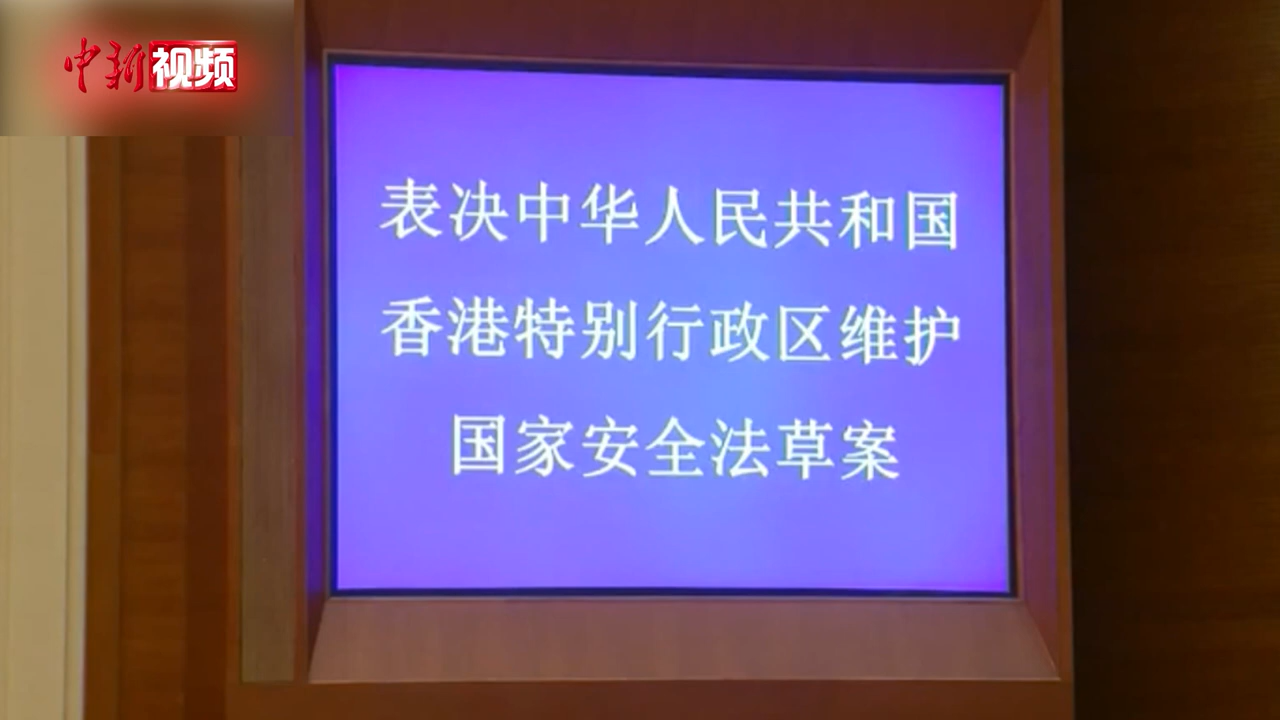 中新视频
表决中华人民共和国
香港特别行政区维护
国家安全法草案